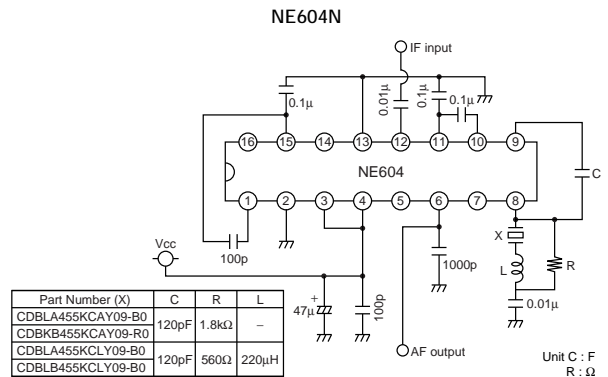 NE604N
IF input
0.1μ
0.01μ
0.1μ
0.1μ
16 15 14 13 12 11 10 9
NE604
C
1 2 3 4 5 6 7 8
Vcc
100p
X
L
R
1000p
0.01μ
+
47μ
100p
AF output
Part Number (X) C R L
CDBLA455KCAY09-B0 120pF 1.8kΩ –
CDBKB455KCAY09-R0
CDBLA455KCLY09-B0 120pF 560Ω 220μH
CDBLB455KCLY09-B0
Unit C : F
R : Ω